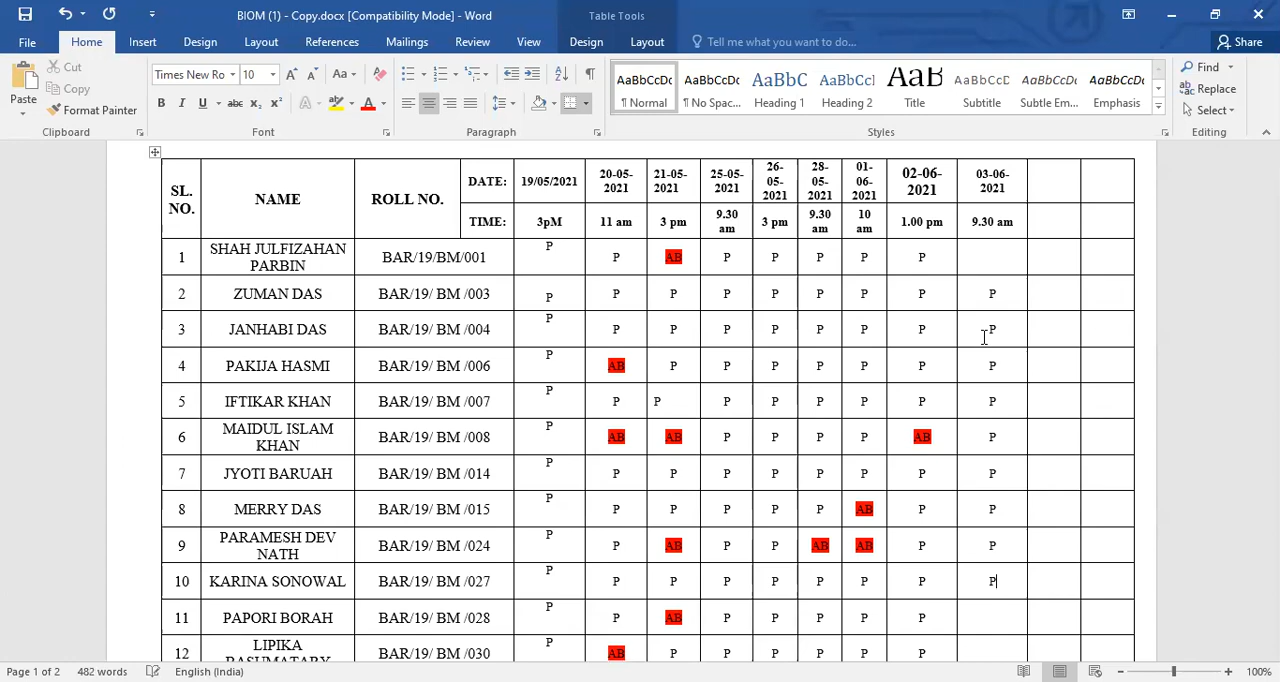 BIOM (1) - Copy.docx [Compatibility Mode] - Word
Table Tools
File Home Insert Design Layout References Mailings Review View Design Layout Tell me what you want to do... Share
Paste
Cut
Copy
Format Painter
Clipboard
Times New Ro 10
Font
Paragraph
AaBbCcDc AaBbCcDc AaBbC AaBbCcI AaB AaBbCcD AaBbCcDc AaBbCcDc
¶ Normal ¶ No Spac... Heading 1 Heading 2 Title Subtitle Subtle Em... Emphasis
Styles
Find
Replace
Select
Editing
SL. NO. NAME ROLL NO. DATE: 19/05/2021 20-05-2021 21-05-2021 25-05-2021 26-05-2021 28-05-2021 01-06-2021 02-06-2021 03-06-2021
TIME: 3pM 11 am 3 pm 9.30 am 3 pm 9.30 am 10 am 1.00 pm 9.30 am
1 SHAH JULFIZAHAN PARBIN BAR/19/BM/001 P P AB P P P P P
2 ZUMAN DAS BAR/19/ BM /003 P P P P P P P P P
3 JANHABI DAS BAR/19/ BM /004 P P P P P P P P P
4 PAKIJA HASMI BAR/19/ BM /006 P AB P P P P P P P
5 IFTIKAR KHAN BAR/19/ BM /007 P P P P P P P P P
6 MAIDUL ISLAM KHAN BAR/19/ BM /008 P AB AB P P P P AB P
7 JYOTI BARUAH BAR/19/ BM /014 P P P P P P P P P
8 MERRY DAS BAR/19/ BM /015 P P P P P P AB P P
9 PARAMESH DEV NATH BAR/19/ BM /024 P P AB P P AB AB P P
10 KARINA SONOWAL BAR/19/ BM /027 P P P P P P P P P
11 PAPORI BORAH BAR/19/ BM /028 P P AB P P P P P
12 LIPIKA BASUMATARY BAR/19/ BM /030 P AB P P P P P P
Page 1 of 2 482 words English (India) 100%